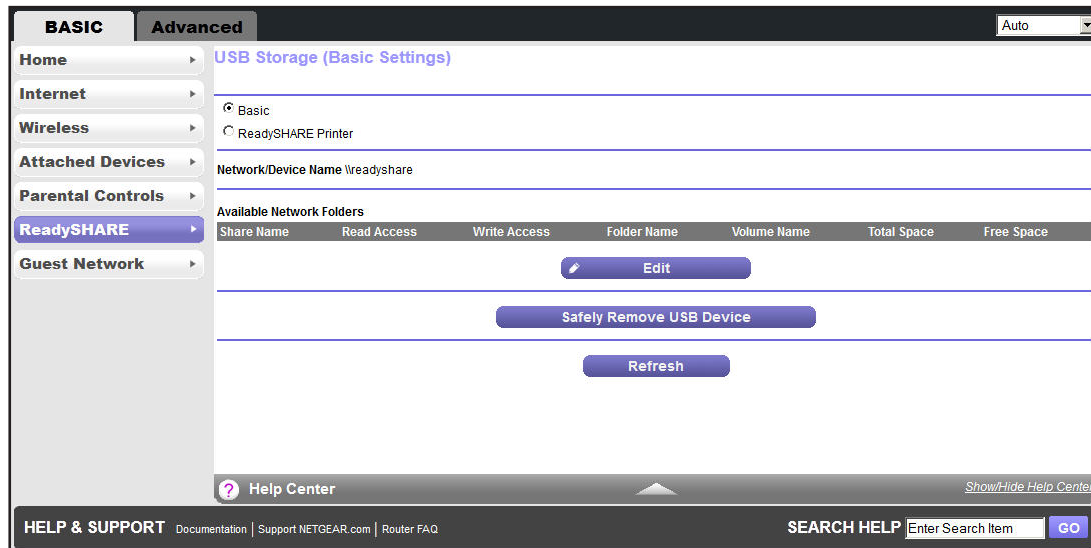 BASIC Advanced Auto
Home
Internet
Wireless
Attached Devices
Parental Controls
ReadySHARE
Guest Network
USB Storage (Basic Settings)
Basic
ReadySHARE Printer
Network/Device Name \\readyshare
Available Network Folders
Share Name Read Access Write Access Folder Name Volume Name Total Space Free Space
Edit
Safely Remove USB Device
Refresh
? Help Center Show/Hide Help Center
HELP & SUPPORT Documentation | Support NETGEAR.com | Router FAQ SEARCH HELP Enter Search Item GO